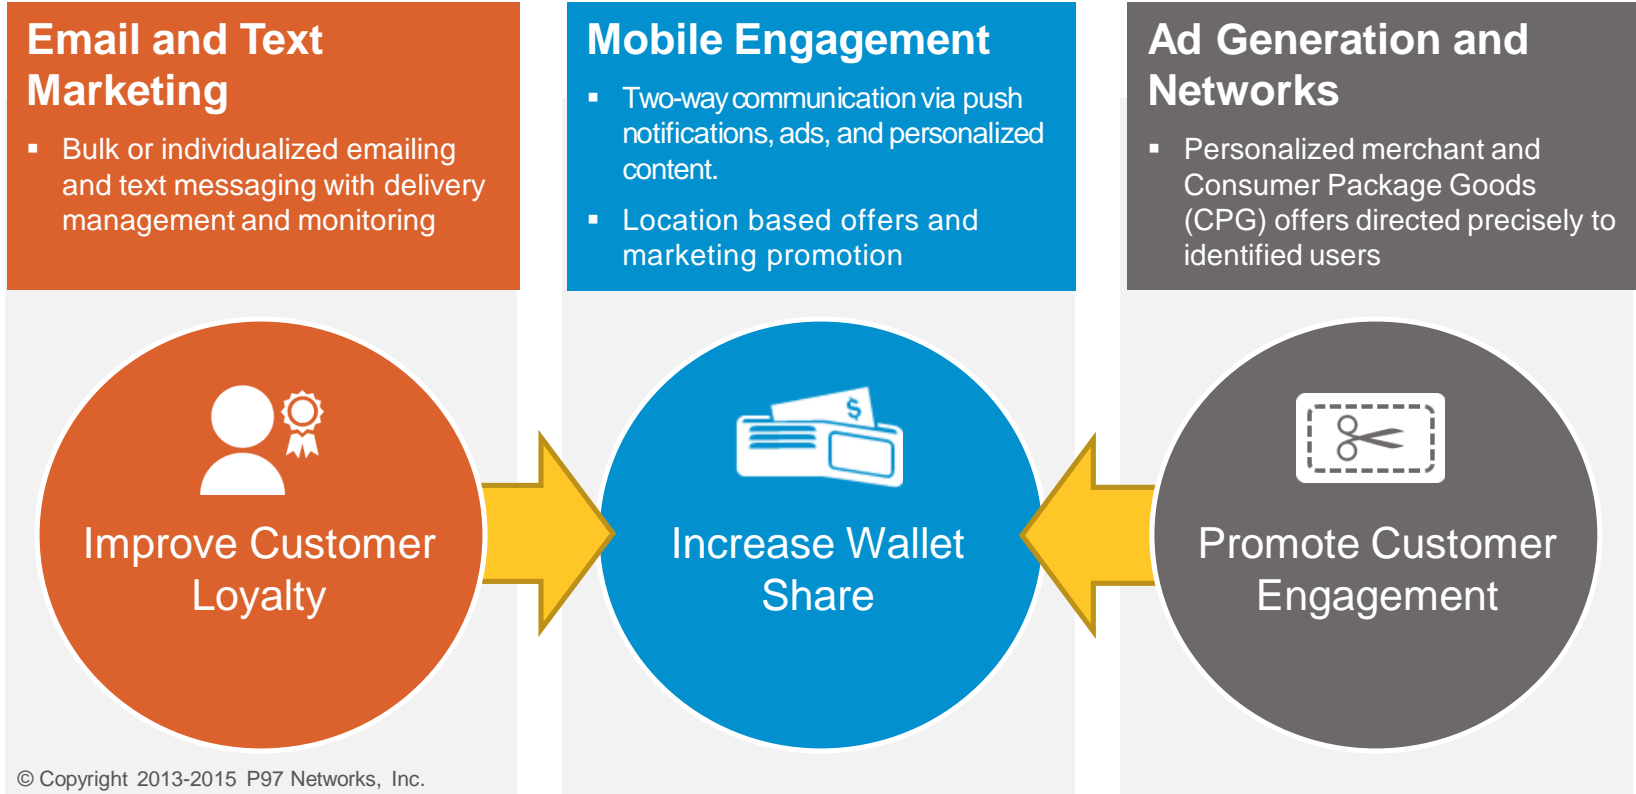 Email and Text
Marketing
▪ Bulk or individualized emailing
and text messaging with delivery
management and monitoring
Mobile Engagement
▪ Two-way communication via push
notifications, ads, and personalized
content.
▪ Location based offers and
marketing promotion
Ad Generation and
Networks
▪ Personalized merchant and
Consumer Package Goods
(CPG) offers directed precisely to
identified users
Improve Customer
Loyalty
$
Increase Wallet
Share
Promote Customer
Engagement
© Copyright 2013-2015 P97 Networks, Inc.